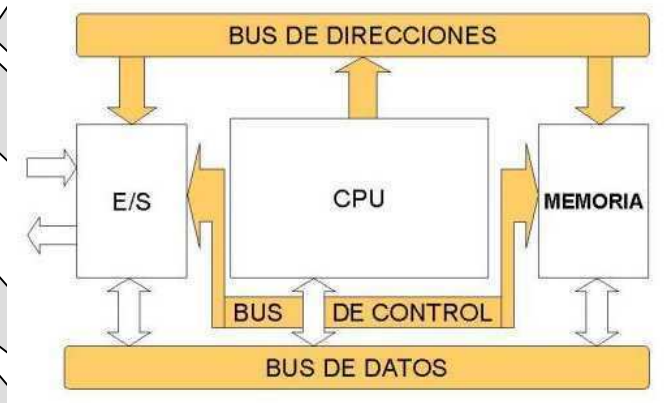 BUS DE DIRECCIONES
E/S
CPU
MEMORIA
BUS DE CONTROL
BUS DE DATOS